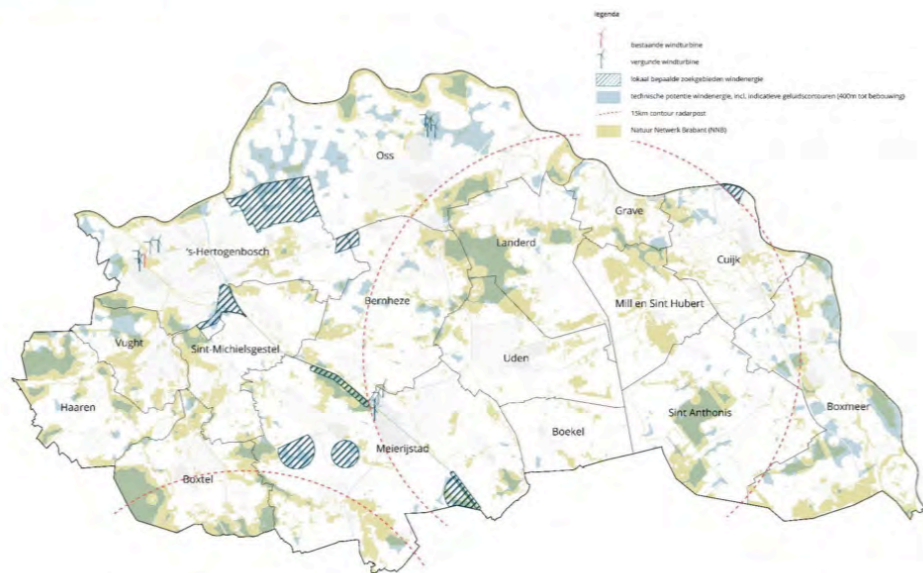 legenda
bestaande windturbine
vergunde windturbine
lokaal bepaalde zoekgebieden windenergie
technische potentie windenergie, incl. indicatieve geluidscontouren (400m tot bebouwing)
15km contour radarpost
Natuur Netwerk Brabant (NNB)
Oss
Grave
's-Hertogenbosch
Landerd
Cuijk
Bernheze
Mill en Sint Hubert
Vught
Sint-Michielsgestel
Uden
Haaren
Sint Anthonis
Boxmeer
Boekel
Meierijstad
Boxtel